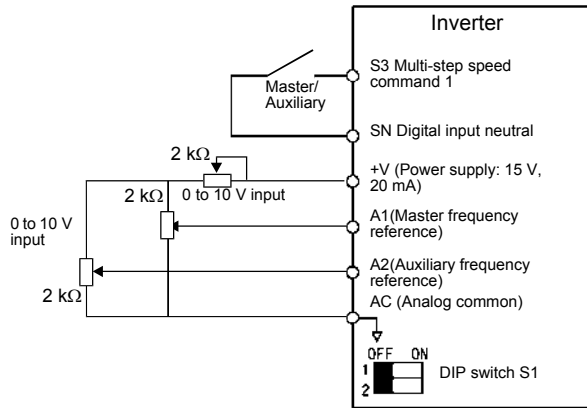 Inverter
S3 Multi-step speed
command 1
Master/
Auxiliary
SN Digital input neutral
2 kΩ
+V (Power supply: 15 V,
20 mA)
0 to 10 V input
2 kΩ
A1(Master frequency
reference)
0 to 10 V
input
A2(Auxiliary frequency
reference)
2 kΩ
AC (Analog common)
OFF ON
1
2
DIP switch S1